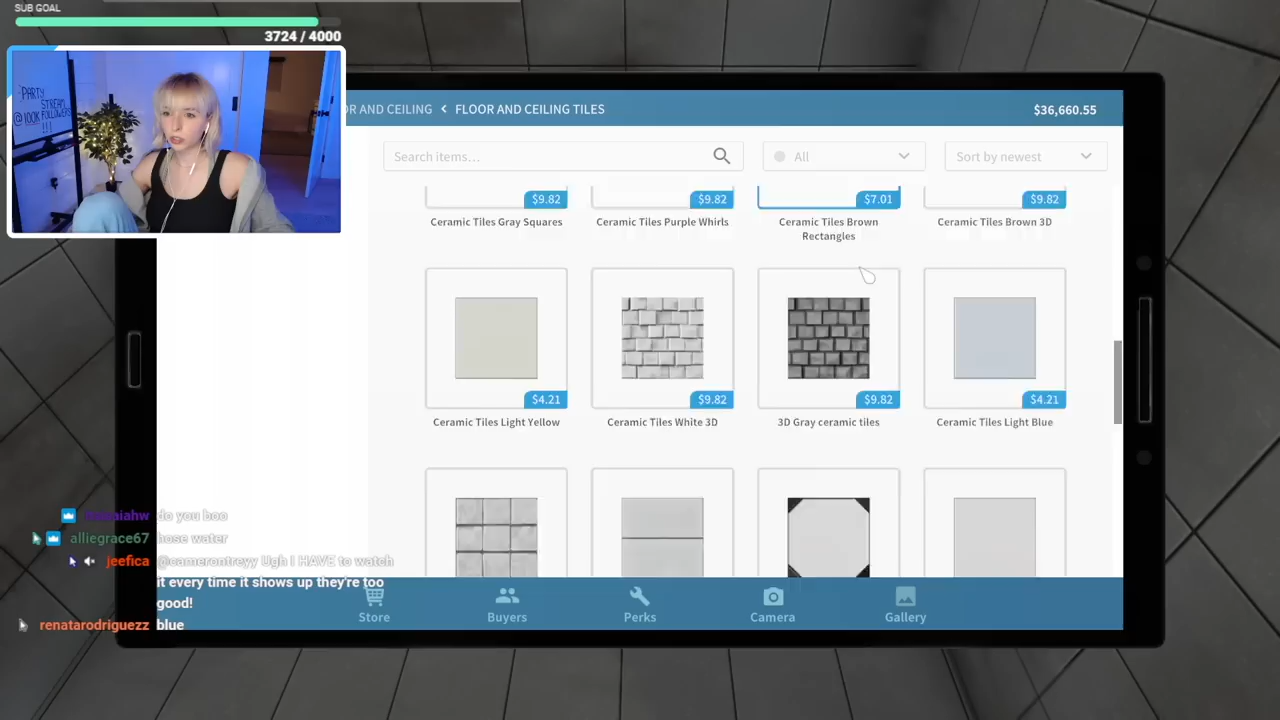 SUB GOAL
3724 / 4000
PARTY
STREAM
@ 100K FOLLOWERS
!!!
OR AND CEILING
FLOOR AND CEILING TILES
$36,660.55
Search items...
All
Sort by newest
$9.82
$9.82
$7.01
$9.82
Ceramic Tiles Gray Squares
Ceramic Tiles Purple Whirls
Ceramic Tiles Brown
Rectangles
Ceramic Tiles Brown 3D
$4.21
$9.82
$9.82
$4.21
Ceramic Tiles Light Yellow
Ceramic Tiles White 3D
3D Gray ceramic tiles
Ceramic Tiles Light Blue
do you boo
alliegrace67 hose water
jeefica @camerontreyy Ugh I HAVE to watch
it every time it shows up they're too
good!
renatarodriguezz blue
Store
Buyers
Perks
Camera
Gallery